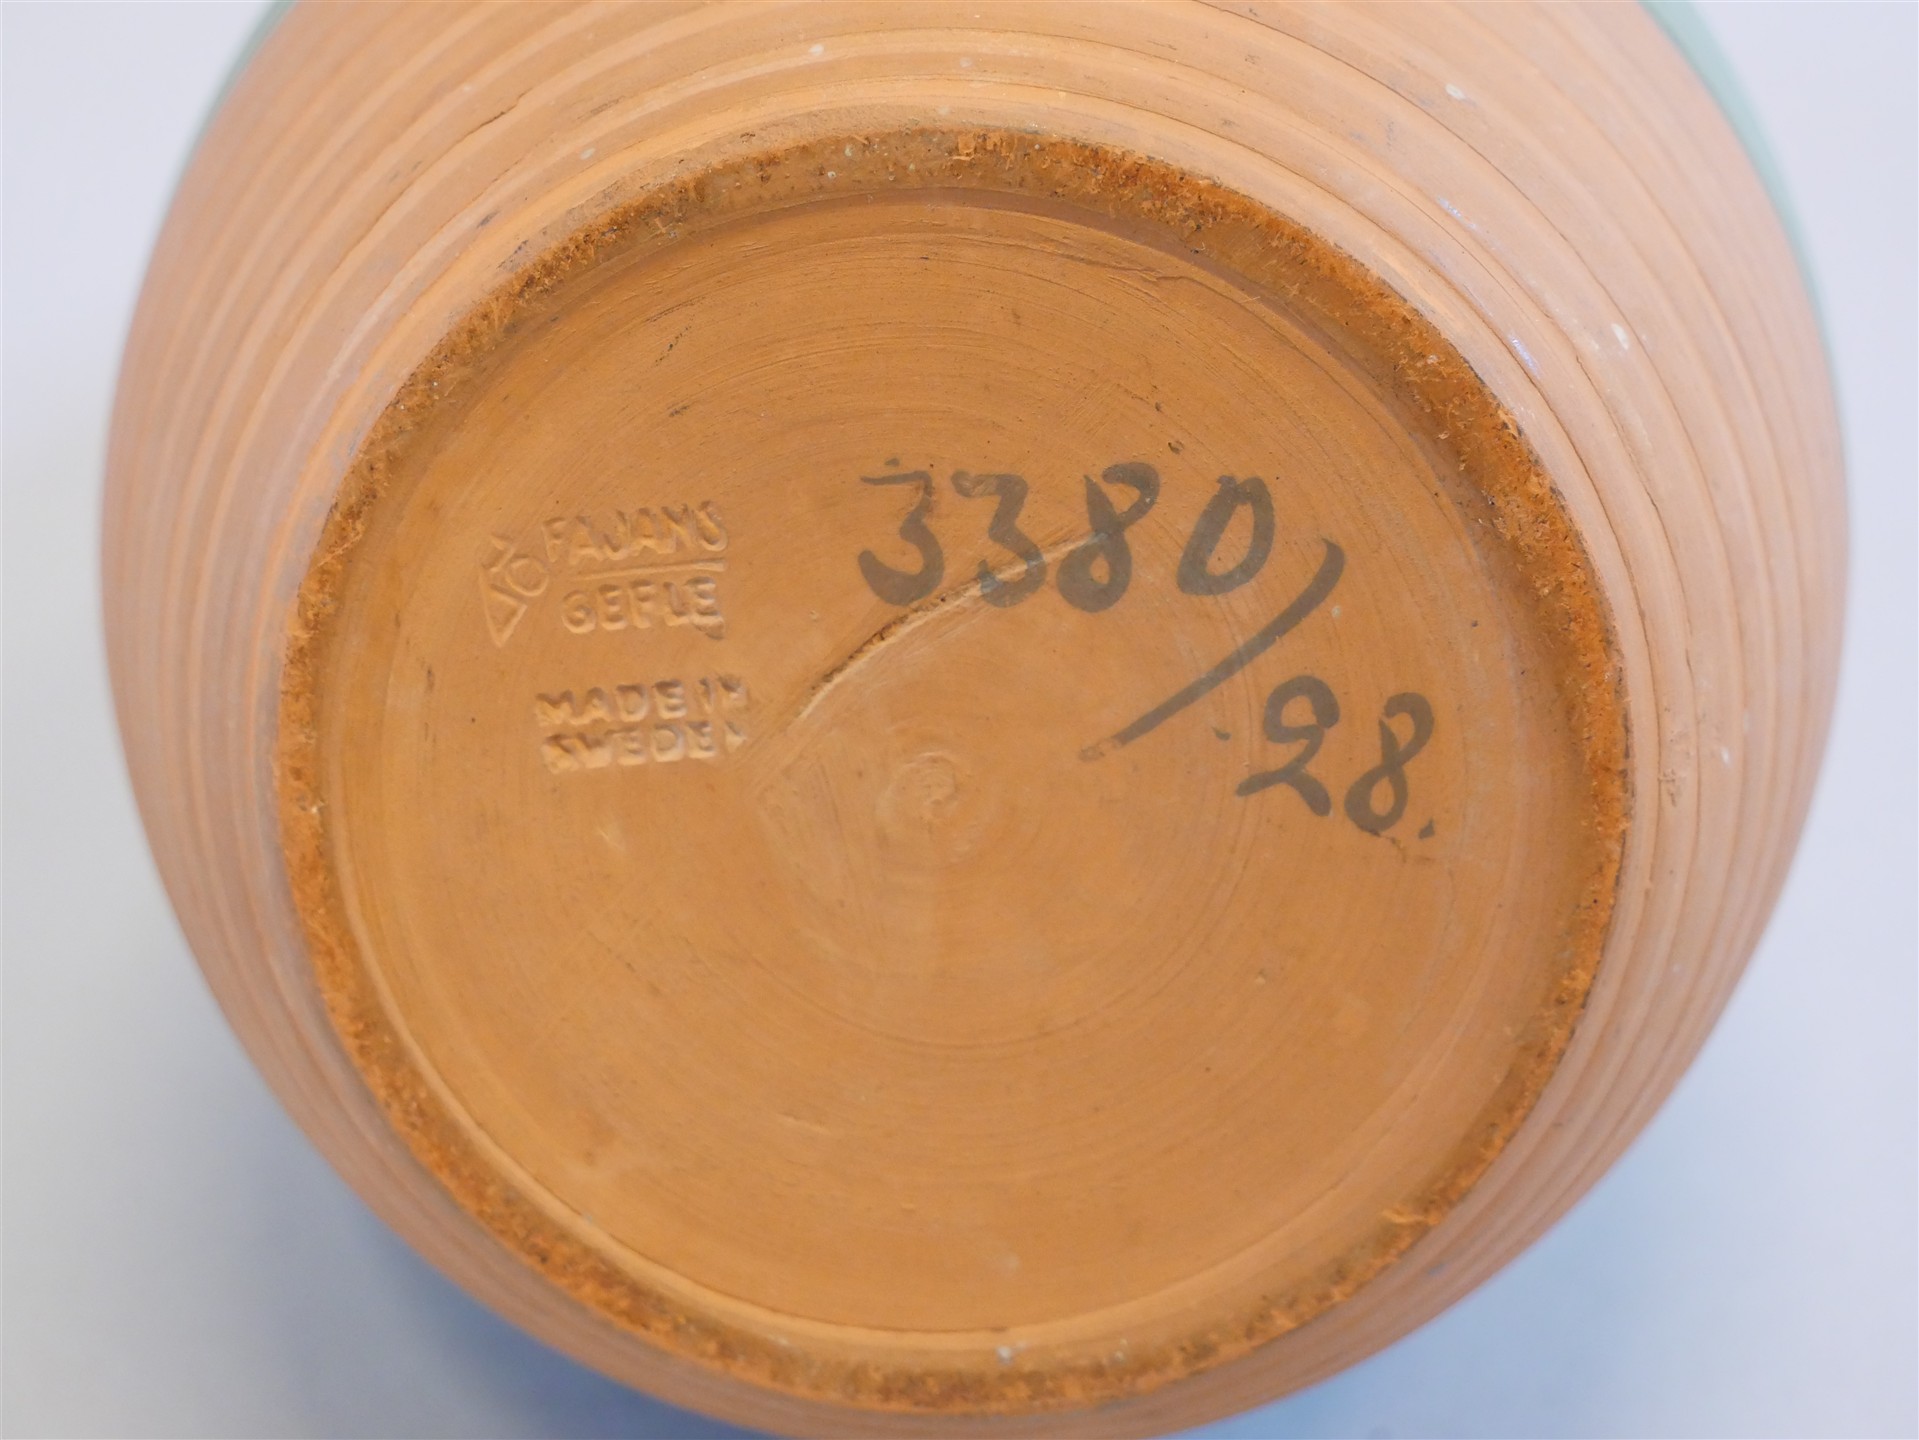 FAJANS
GEFLE
MADE IN
SWEDEN
3380/
28.